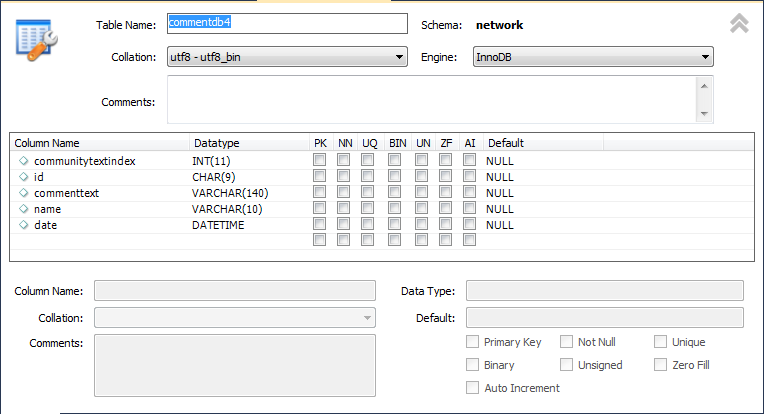 Table Name: commentdb4 Schema: network
Collation: utf8 - utf8_bin Engine: InnoDB
Comments:
Column Name Datatype PK NN UQ BIN UN ZF AI Default
communitytextindex INT(11) NULL
id CHAR(9) NULL
commenttext VARCHAR(140) NULL
name VARCHAR(10) NULL
date DATETIME NULL
Column Name: Data Type:
Collation: Default:
Comments: Primary Key Not Null Unique
Binary Unsigned Zero Fill
Auto Increment